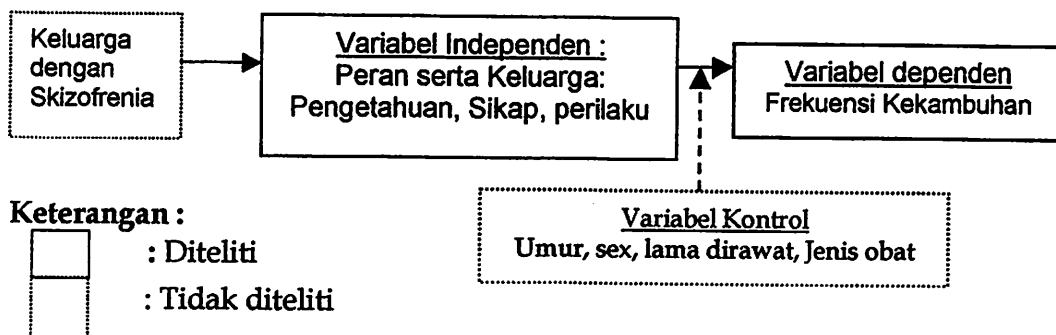 Keluarga
dengan
Skizofrenia
Variabel Independen :
Peran serta Keluarga:
Pengetahuan, Sikap, perilaku
Variabel dependen
Frekuensi Kekambuhan
Variabel Kontrol
Umur, sex, lama dirawat, Jenis obat
Keterangan :
: Diteliti
: Tidak diteliti